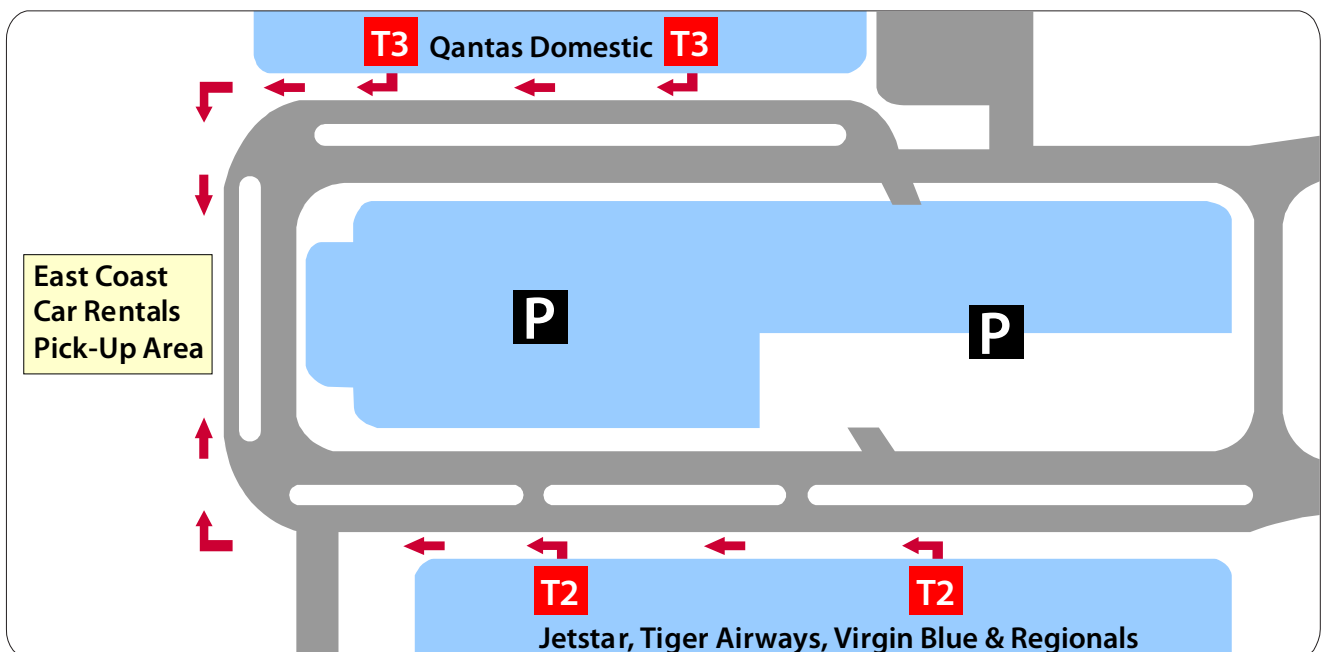 T3 Qantas Domestic T3
East Coast
Car Rentals
Pick-Up Area
P
P
T2
T2
Jetstar, Tiger Airways, Virgin Blue & Regionals